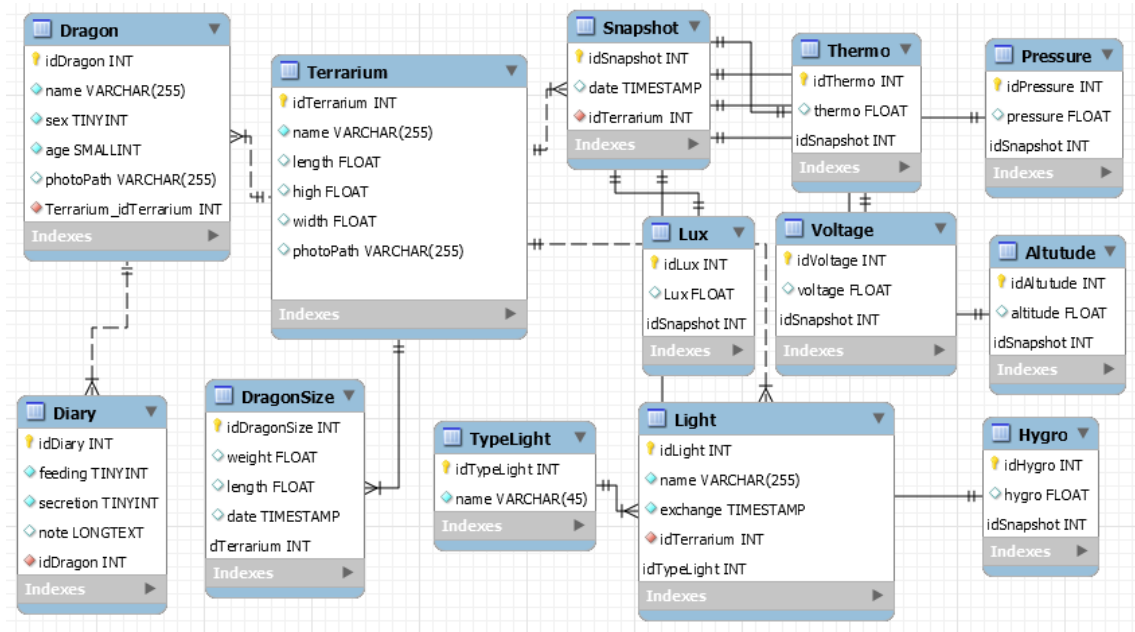 Dragon
idDragon INT
name VARCHAR(255)
sex TINYINT
age SMALLINT
photoPath VARCHAR(255)
Terrarium_idTerrarium INT
Indexes
Terrarium
idTerrarium INT
name VARCHAR(255)
length FLOAT
high FLOAT
width FLOAT
photoPath VARCHAR(255)
Indexes
Snapshot
idSnapshot INT
date TIMESTAMP
idTerrarium INT
Indexes
Thermo
idThermo INT
thermo FLOAT
idSnapshot INT
Indexes
Pressure
idPressure INT
pressure FLOAT
idSnapshot INT
Indexes
Lux
idLux INT
Lux FLOAT
idSnapshot INT
Indexes
Voltage
idVoltage INT
voltage FLOAT
idSnapshot INT
Indexes
Altutude
idAltutude INT
altitude FLOAT
idSnapshot INT
Indexes
Diary
idDiary INT
feeding TINYINT
secretion TINYINT
note LONGTEXT
idDragon INT
Indexes
DragonSize
idDragonSize INT
weight FLOAT
length FLOAT
date TIMESTAMP
dTerrarium INT
Indexes
TypeLight
idTypeLight INT
name VARCHAR(45)
Indexes
Light
idLight INT
name VARCHAR(255)
exchange TIMESTAMP
idTerrarium INT
idTypeLight INT
Indexes
Hygro
idHygro INT
hygro FLOAT
idSnapshot INT
Indexes